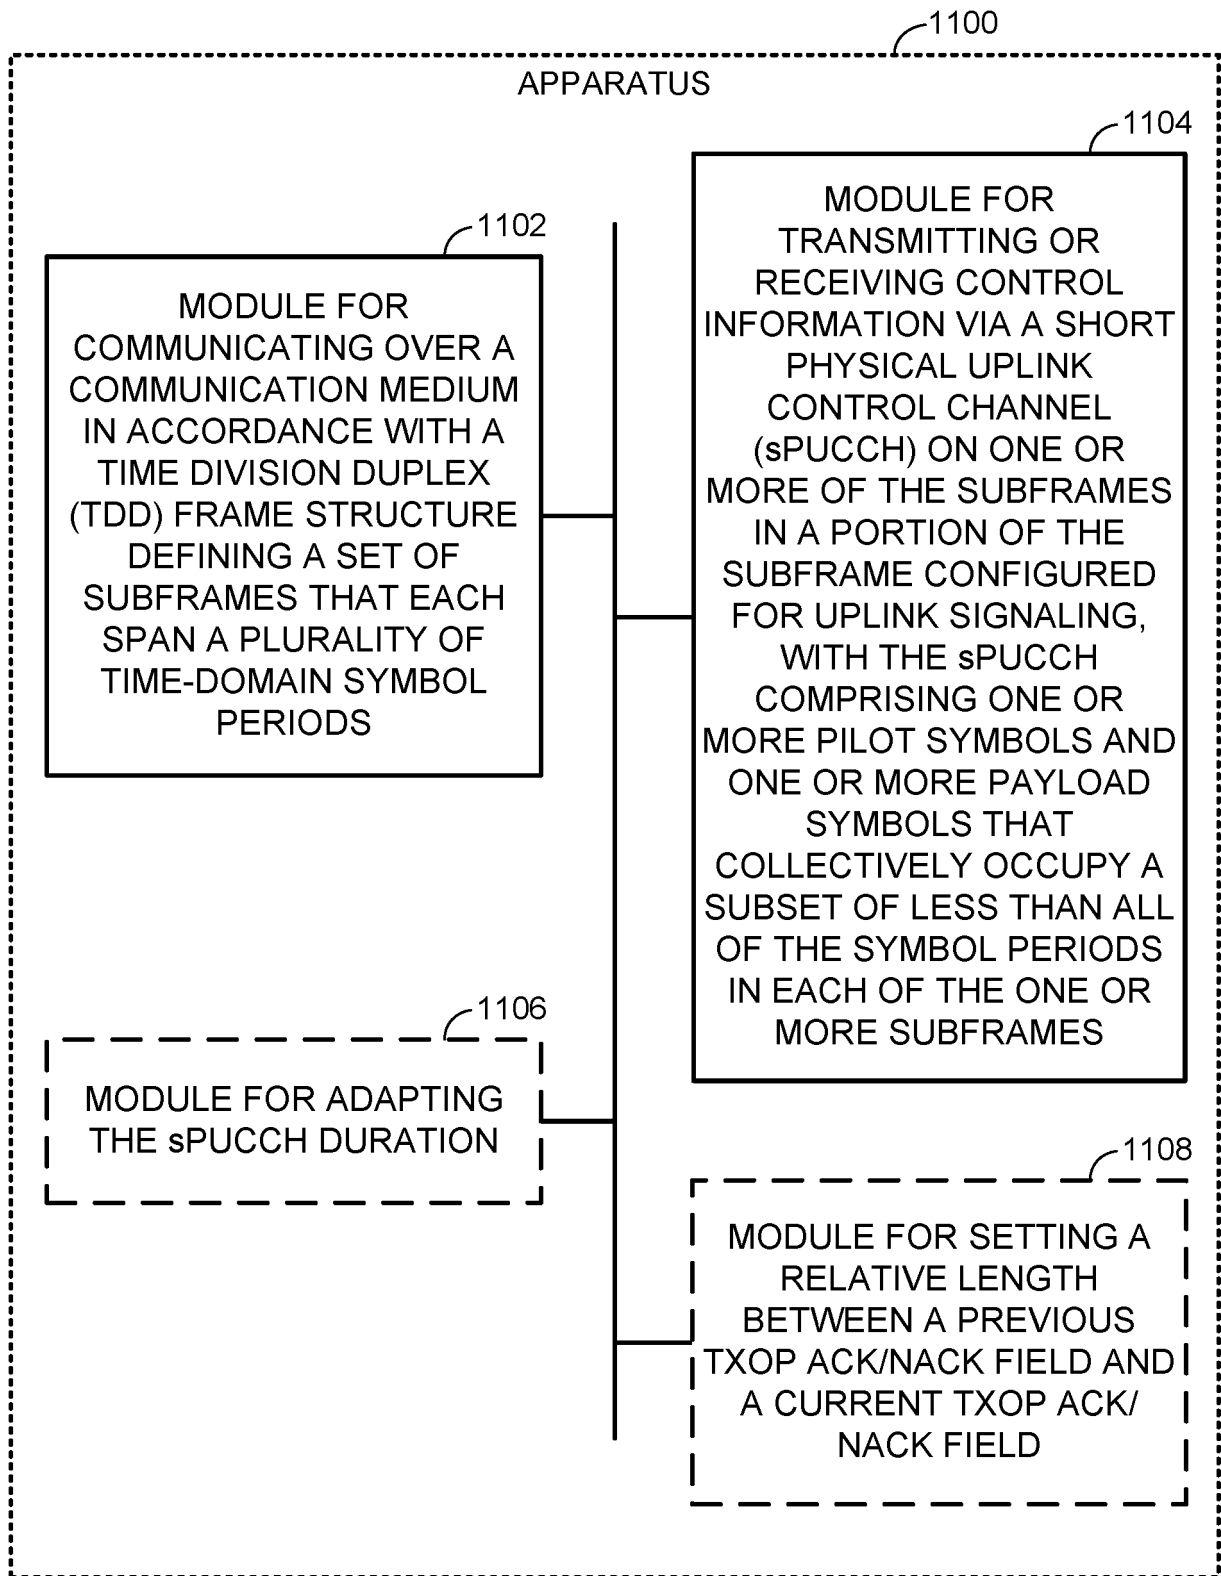 1100
APPARATUS
1102
MODULE FOR
COMMUNICATING OVER A
COMMUNICATION MEDIUM
IN ACCORDANCE WITH A
TIME DIVISION DUPLEX
(TDD) FRAME STRUCTURE
DEFINING A SET OF
SUBFRAMES THAT EACH
SPAN A PLURALITY OF
TIME-DOMAIN SYMBOL
PERIODS
1104
MODULE FOR
TRANSMITTING OR
RECEIVING CONTROL
INFORMATION VIA A SHORT
PHYSICAL UPLINK
CONTROL CHANNEL
(sPUCCH) ON ONE OR
MORE OF THE SUBFRAMES
IN A PORTION OF THE
SUBFRAME CONFIGURED
FOR UPLINK SIGNALING,
WITH THE sPUCCH
COMPRISING ONE OR
MORE PILOT SYMBOLS AND
ONE OR MORE PAYLOAD
SYMBOLS THAT
COLLECTIVELY OCCUPY A
SUBSET OF LESS THAN ALL
OF THE SYMBOL PERIODS
IN EACH OF THE ONE OR
MORE SUBFRAMES
1106
MODULE FOR ADAPTING
THE sPUCCH DURATION
1108
MODULE FOR SETTING A
RELATIVE LENGTH
BETWEEN A PREVIOUS
TXOP ACK/NACK FIELD AND
A CURRENT TXOP ACK/
NACK FIELD